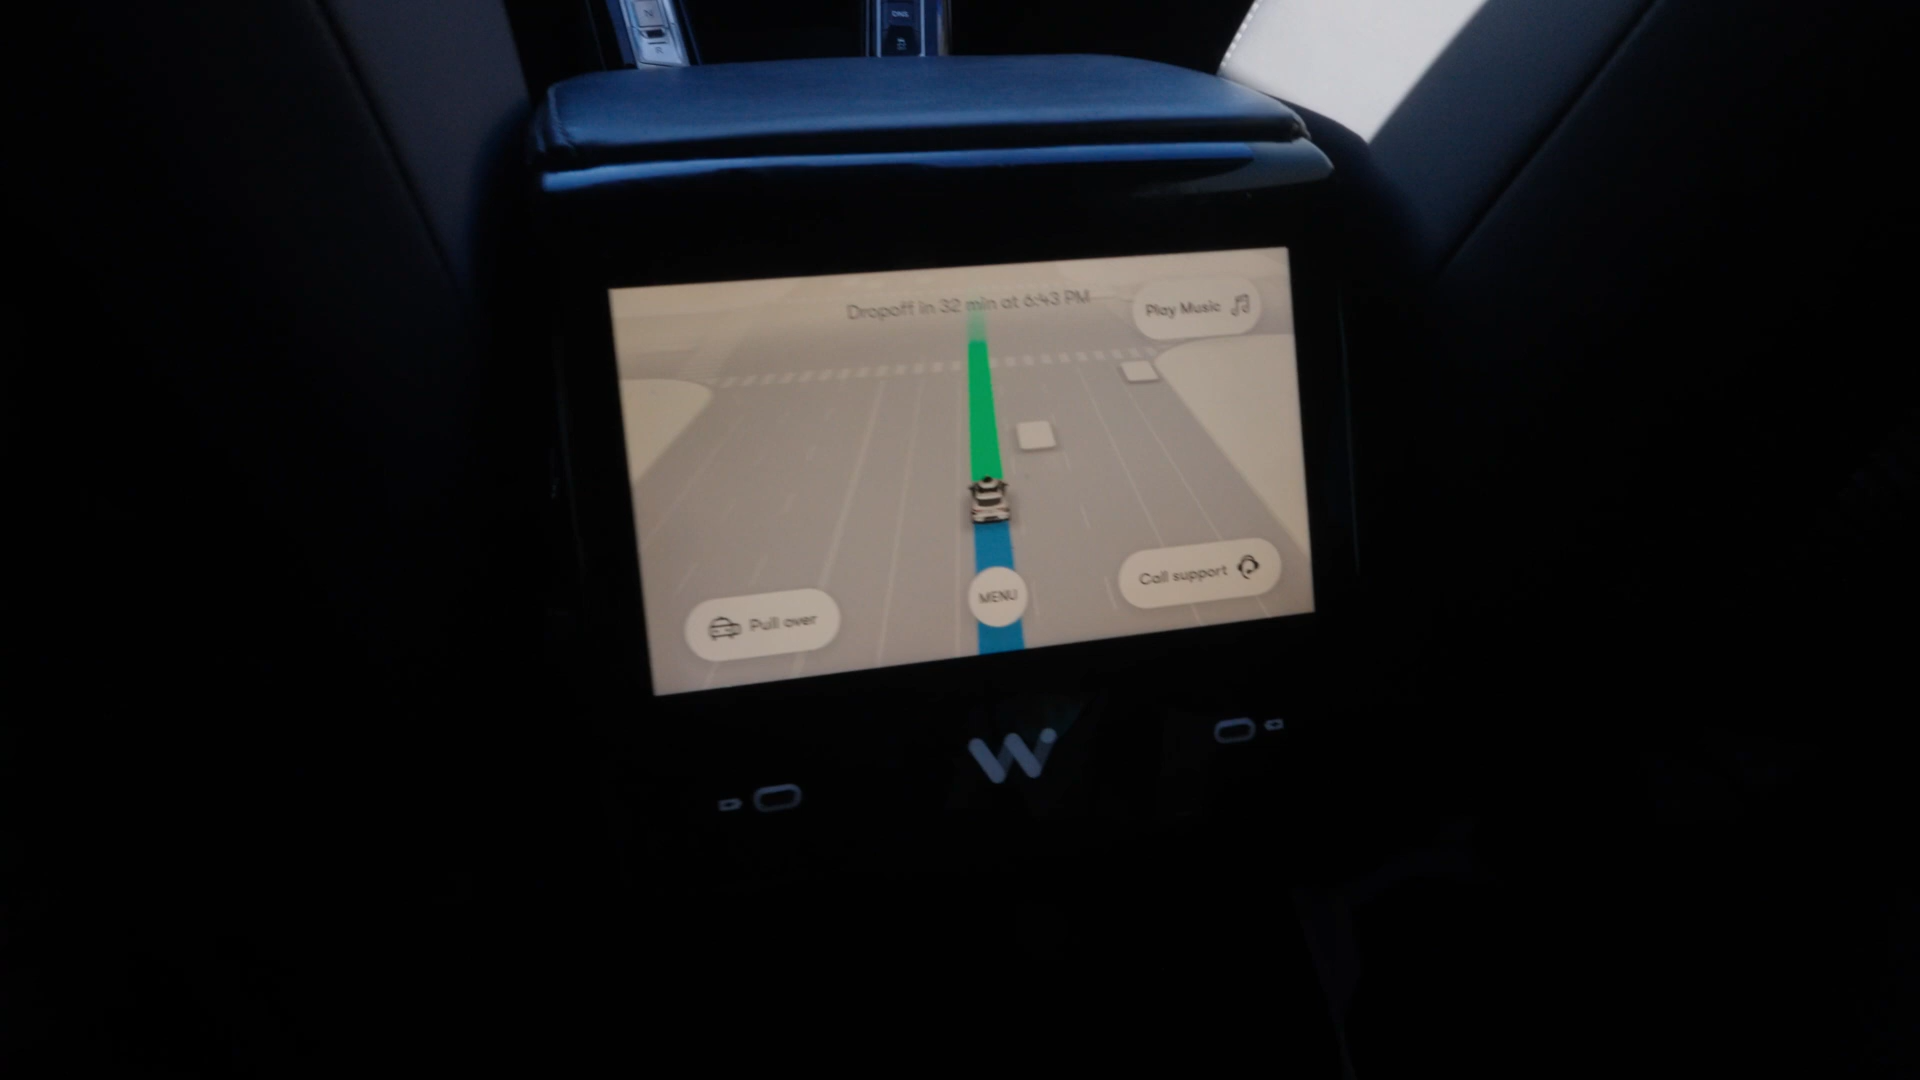 N
R
Dropoff in 32 min at 6:43 PM
Play Music
Call support
MENU
Pull over